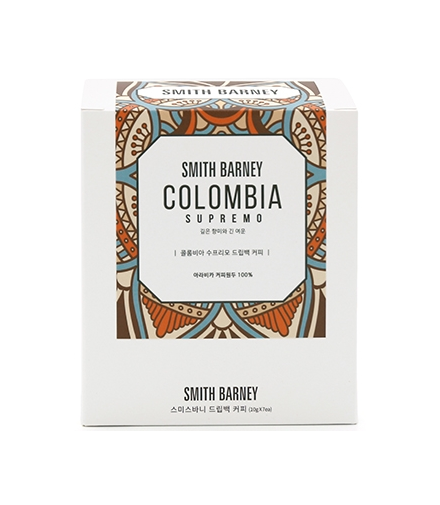 SMITH BARNEY
SMITH BARNEY
COLOMBIA
SUPREMO
깊은 향미와 긴 여운
| 콜롬비아 수프리모 드립백 커피 |
아라비카 커피원두 100%
SMITH BARNEY
스미스바니 드립백 커피 (10g X 7ea)